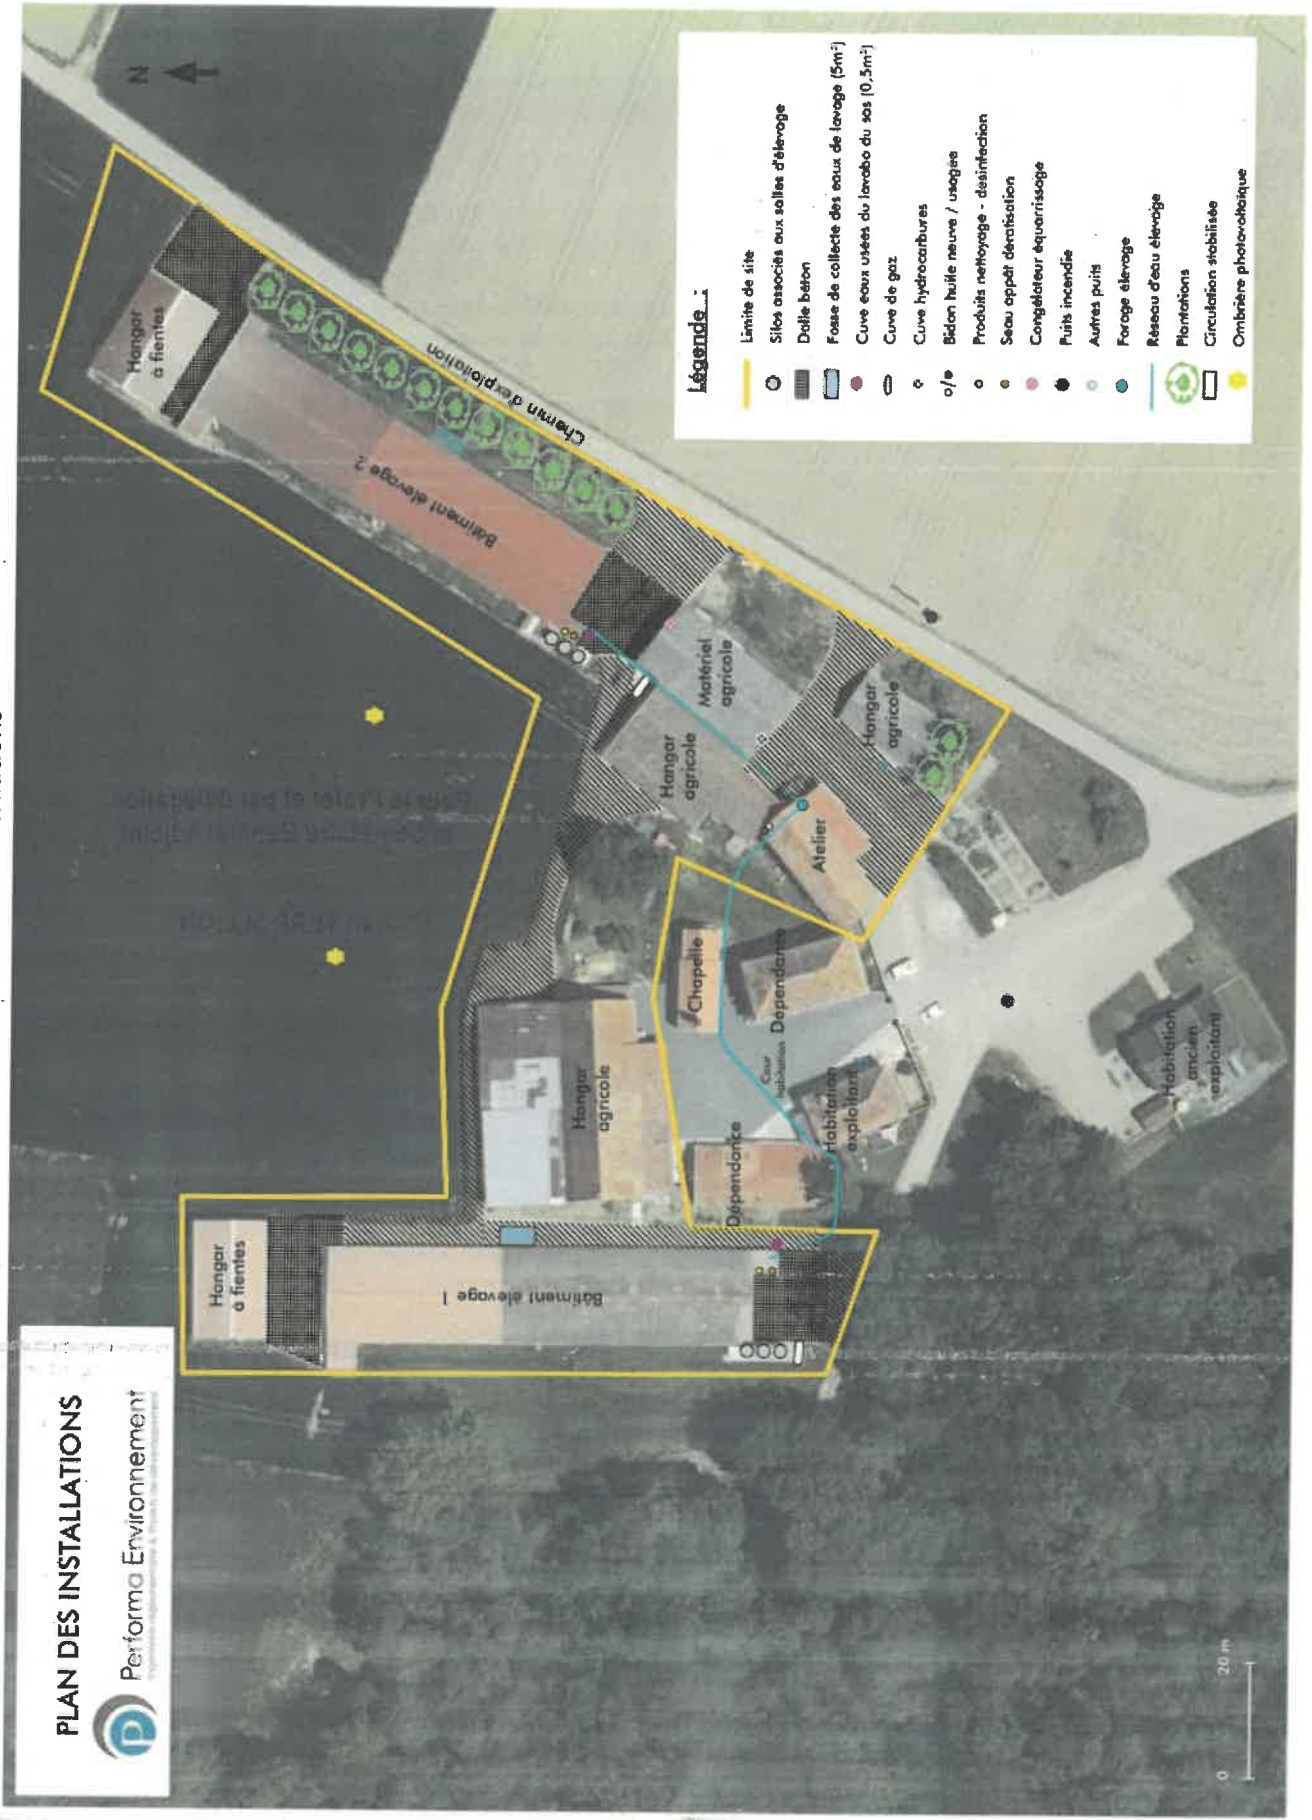 PLAN DES INSTALLATIONS
Performa Environnement
N
Hangar
à fientes
Bâtiment élevage 1
Hangar
agricole
Dépendance
Habitation
exploitant
Cour
habitation
Chapelle
Dépendance
Atelier
Hangar
agricole
Matériel
agricole
Hangar
agricole
Bâtiment élevage 2
Hangar
à fientes
Chemin d'exploitation
Habitation
ancien
exploitant
0 20 m
Légende :
Limite de site
Silos associés aux salles d'élevage
Dalle béton
Fosse de collecte des eaux de lavage (5m³)
Cuve eaux usées du lavabo du sas (0,5m³)
Cuve de gaz
Cuve hydrocarbures
Bidon huile neuve / usagée
Produits nettoyage - désinfection
Seau appât dératisation
Congélateur équarrissage
Puits incendie
Autres puits
Forage élevage
Réseau d'eau élevage
Plantations
Circulation stabilisée
Ombrière photovoltaïque